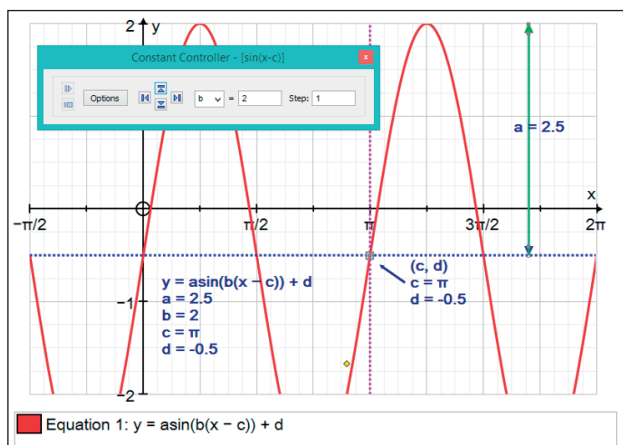 2
y
Constant Controller - [sin(x-c)]
x
Options
b = 2 Step: 1
a = 2.5
x
−π/2 π/2 π 3π/2 2π
(c, d)
c = π
d = -0.5
y = asin(b(x − c)) + d
a = 2.5
b = 2
c = π
d = -0.5
−1
−2
Equation 1: y = asin(b(x − c)) + d